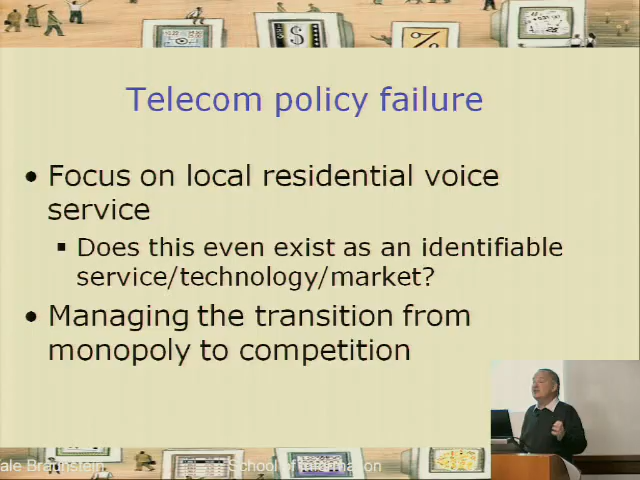 $
%
Telecom policy failure
• Focus on local residential voice
service
▪ Does this even exist as an identifiable
service/technology/market?
• Managing the transition from
monopoly to competition
ale Braunstein
School of Information